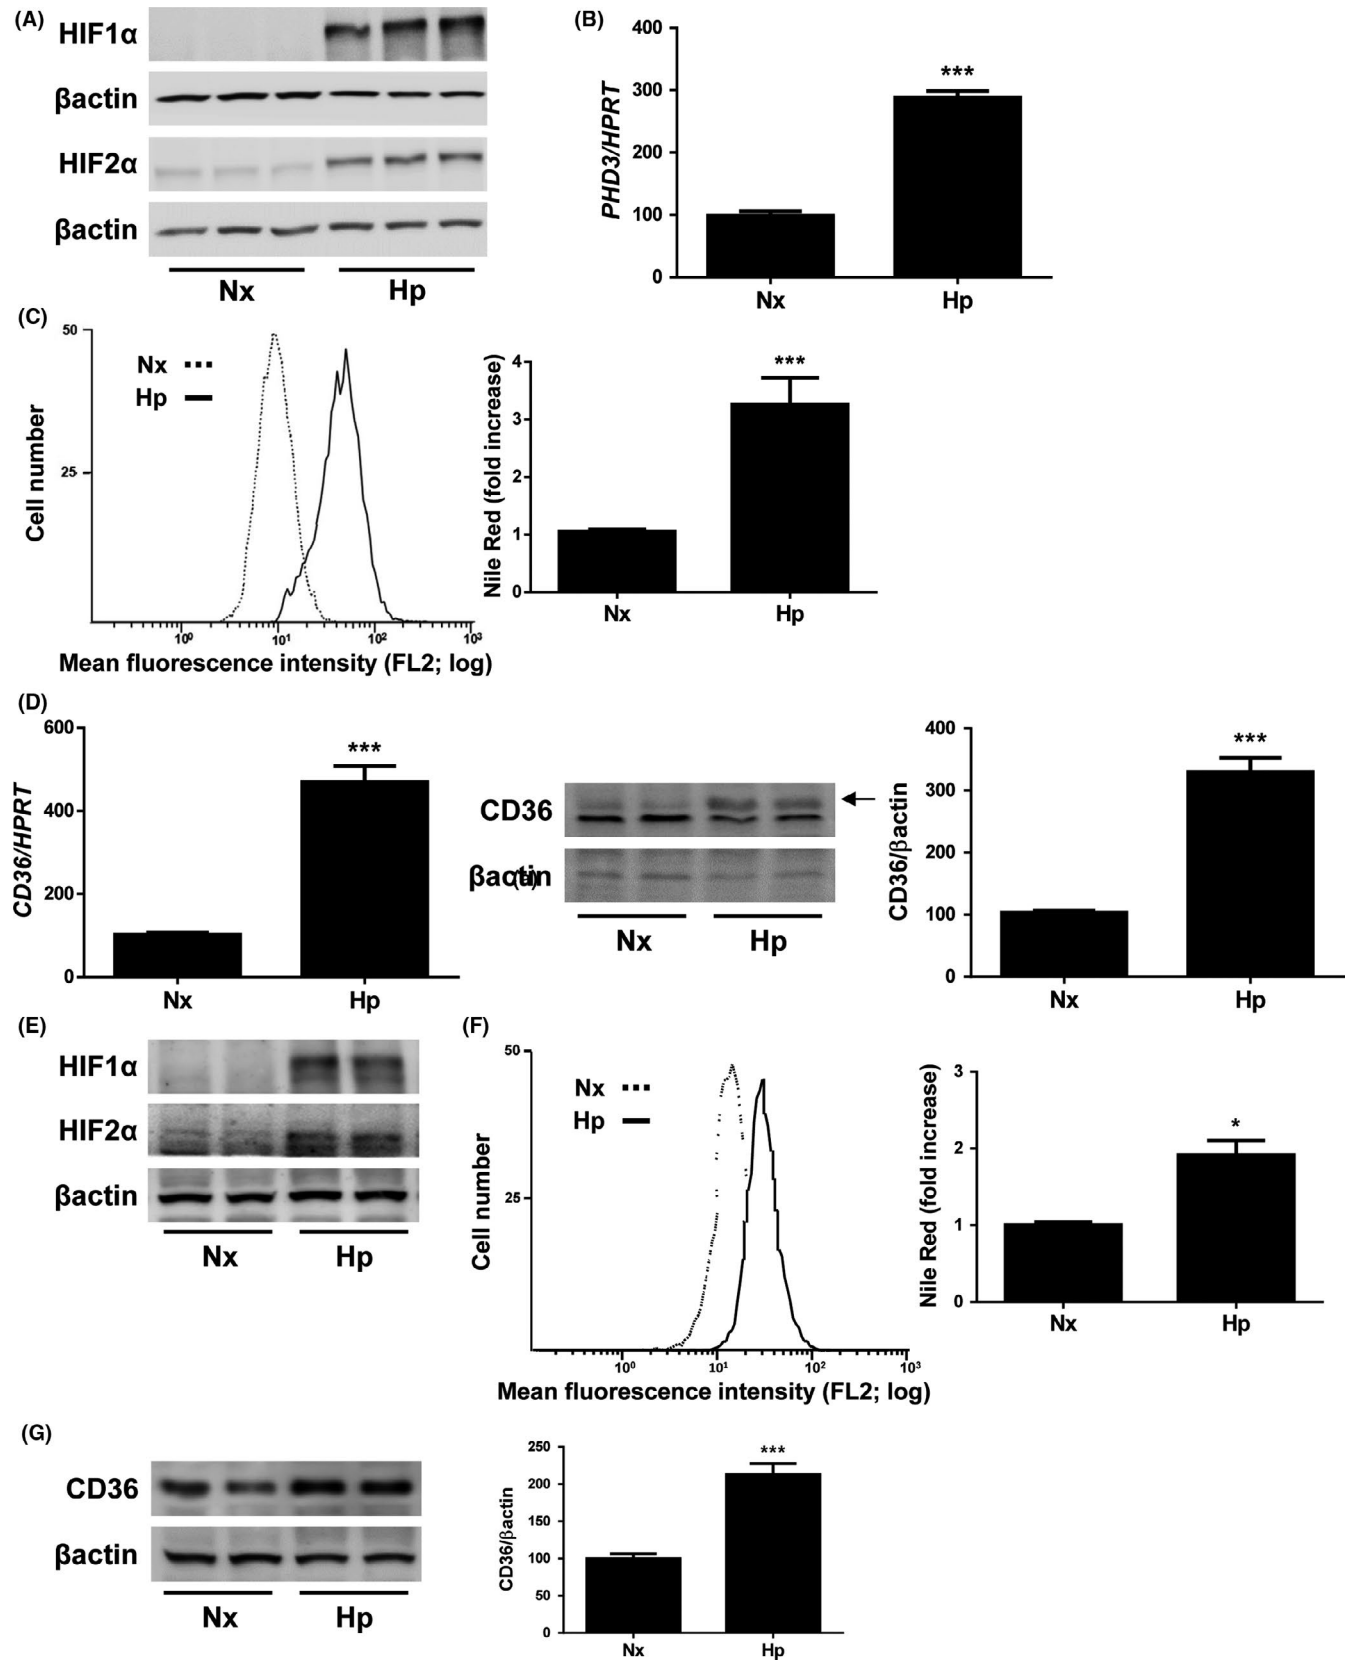 (A)
HIF1α
βactin
HIF2α
βactin
Nx Hp
(B)
PHD3/HPRT
400
300
200
100
0
***
Nx Hp
(C)
Cell number
50
25
Nx
Hp
10⁰ 10¹ 10² 10³
Mean fluorescence intensity (FL2; log)
Nile Red (fold increase)
4
3
2
1
0
***
Nx Hp
(D)
CD36/HPRT
600
400
200
0
***
Nx Hp
CD36
βactin
Nx Hp
CD36/βactin
400
300
200
100
0
***
Nx Hp
(E)
HIF1α
HIF2α
βactin
Nx Hp
(F)
Cell number
50
25
Nx
Hp
10⁰ 10¹ 10² 10³
Mean fluorescence intensity (FL2; log)
Nile Red (fold increase)
3
2
1
0
*
Nx Hp
(G)
CD36
βactin
Nx Hp
CD36/βactin
250
200
150
100
50
0
***
Nx Hp